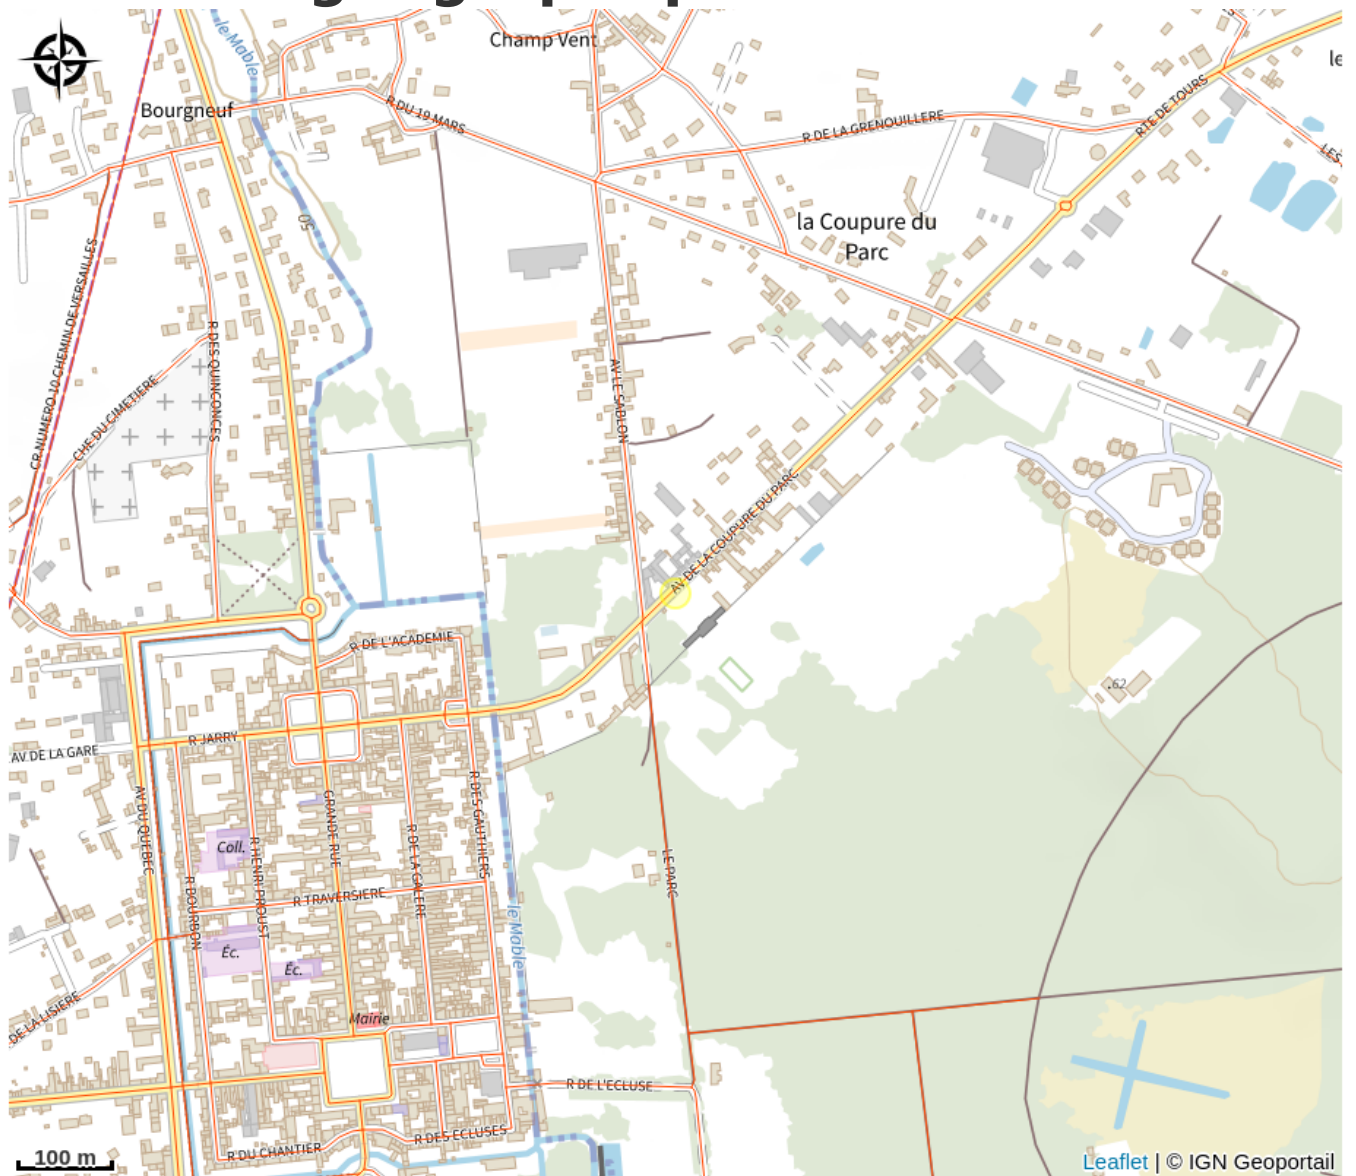 Champ Vent
le Mable
Bourgneuf
R DU 19 MARS
R DE LA GRENOUILLERE
RTE DE TOURS
le
LES
50
la Coupure du
Parc
CR NUMERO 10 CHEMIN DE VERSAILLES
R DES QUINCONCES
CHE DU CIMETIERE
AV LE SABLON
AV DE LA COUPURE DU PARC
R DE L'ACADEMIE
.62
R JARRY
AV DE LA GARE
AV DU QUEBEC
GRANDE RUE
R DES GAUTHIERS
Coll.
R HENRI PROUST
R DE LA GALERE
LE PARC
R BOURBON
R TRAVERSIERE
le Mable
Éc.
Éc.
DE LA LISIERE
Mairie
R DE L'ECLUSE
R DES ECLUSES
R DU CHANTIER
100 m
Leaflet | © IGN Geoportail